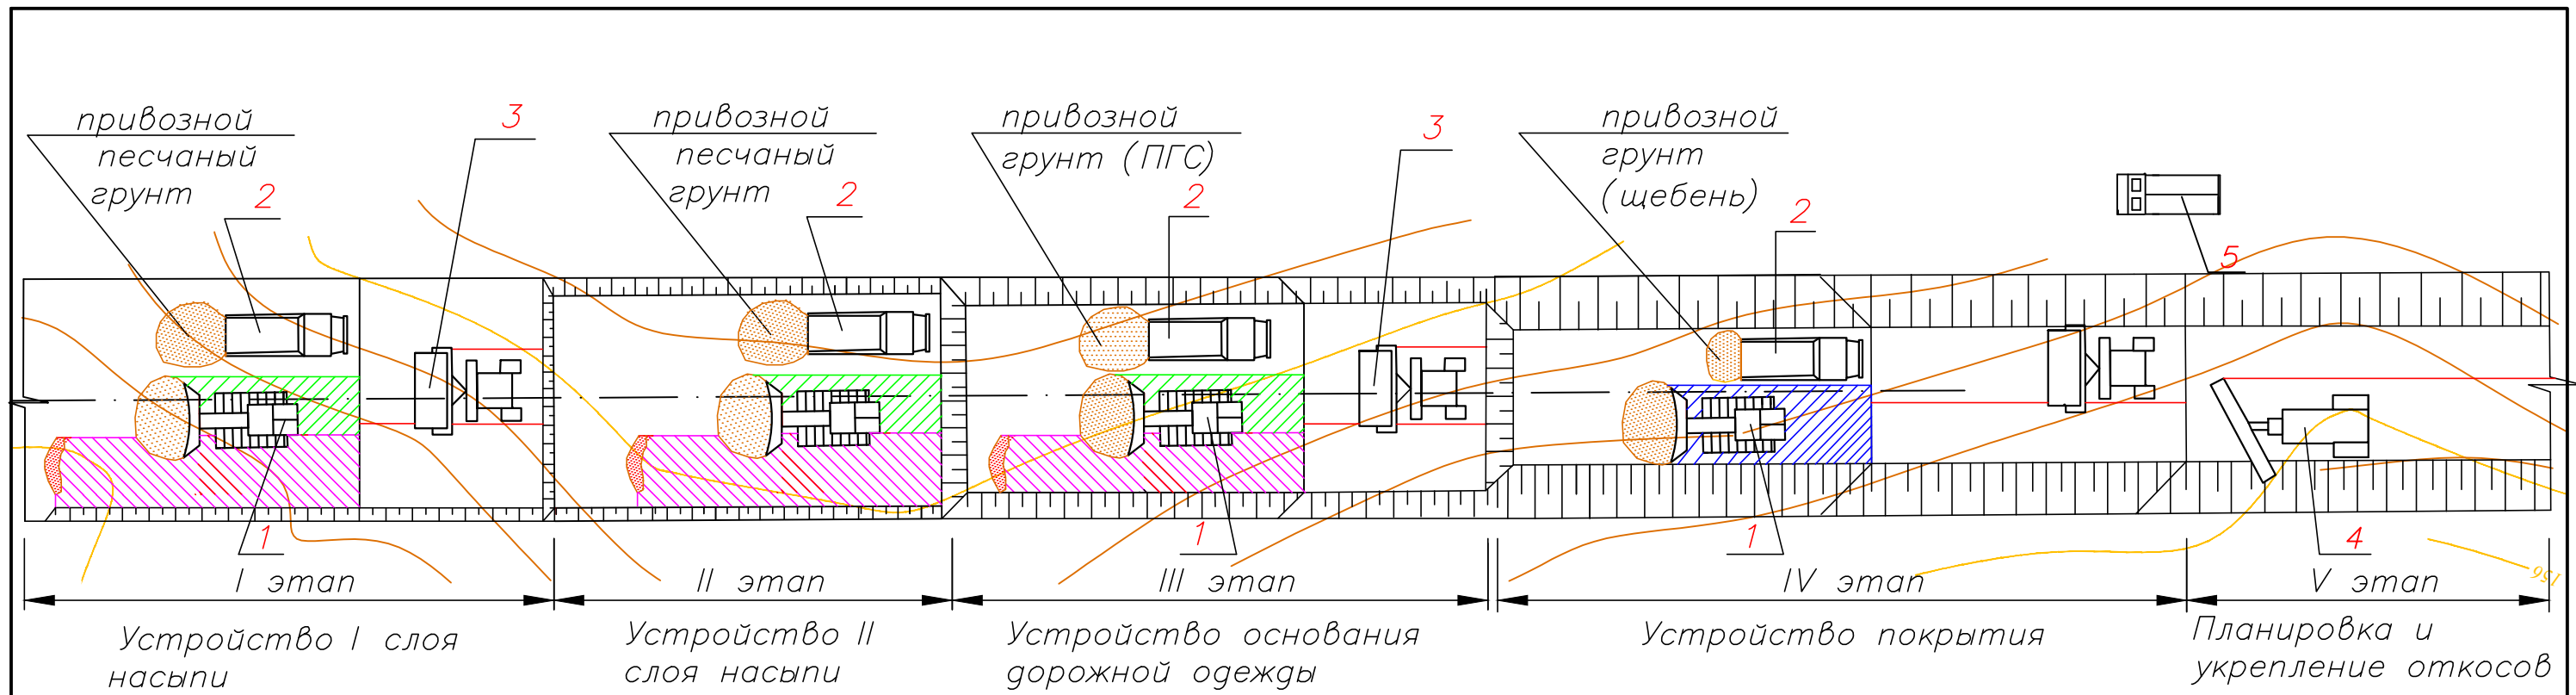 привозной
песчаный
грунт
2
3
привозной
песчаный
грунт
2
привозной
грунт (ПГС)
2
3
привозной
грунт
(щебень)
2
5
1
1
1
4
156
I этап
II этап
III этап
IV этап
V этап
Устройство I слоя
насыпи
Устройство II
слоя насыпи
Устройство основания
дорожной одежды
Устройство покрытия
Планировка и
укрепление откосов